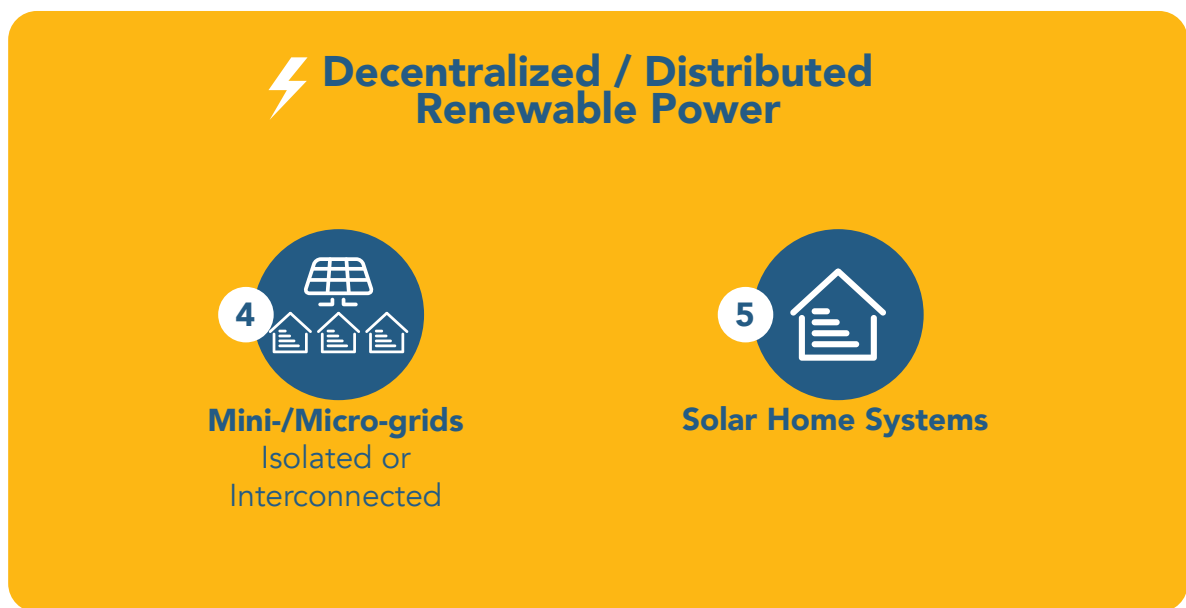 Decentralized / Distributed
Renewable Power
4
Mini-/Micro-grids
Isolated or
Interconnected
5
Solar Home Systems